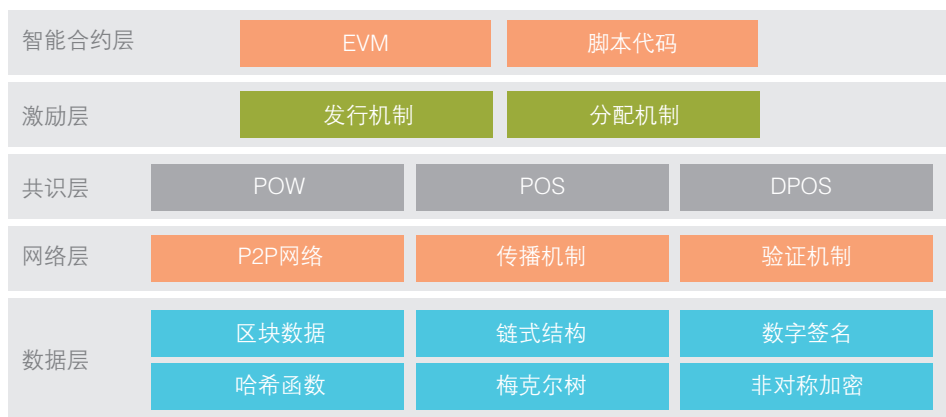 智能合约层
EVM
脚本代码
激励层
发行机制
分配机制
共识层
POW
POS
DPOS
网络层
P2P网络
传播机制
验证机制
数据层
区块数据
链式结构
数字签名
哈希函数
梅克尔树
非对称加密